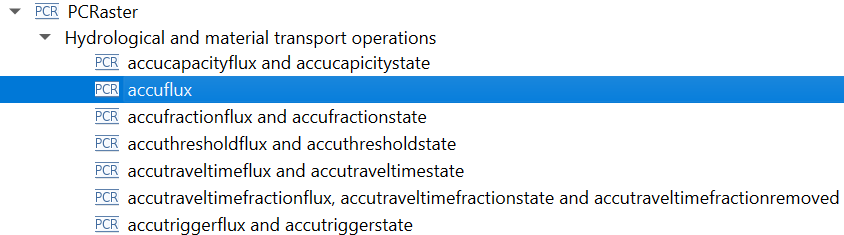 PCR PCRaster
Hydrological and material transport operations
PCR accucapacityflux and accucapicitystate
PCR accuflux
PCR accufractionflux and accufractionstate
PCR accuthresholdflux and accuthresholdstate
PCR accutraveltimeflux and accutraveltimestate
PCR accutraveltimefractionflux, accutraveltimefractionstate and accutraveltimefractionremoved
PCR accutriggerflux and accutriggerstate